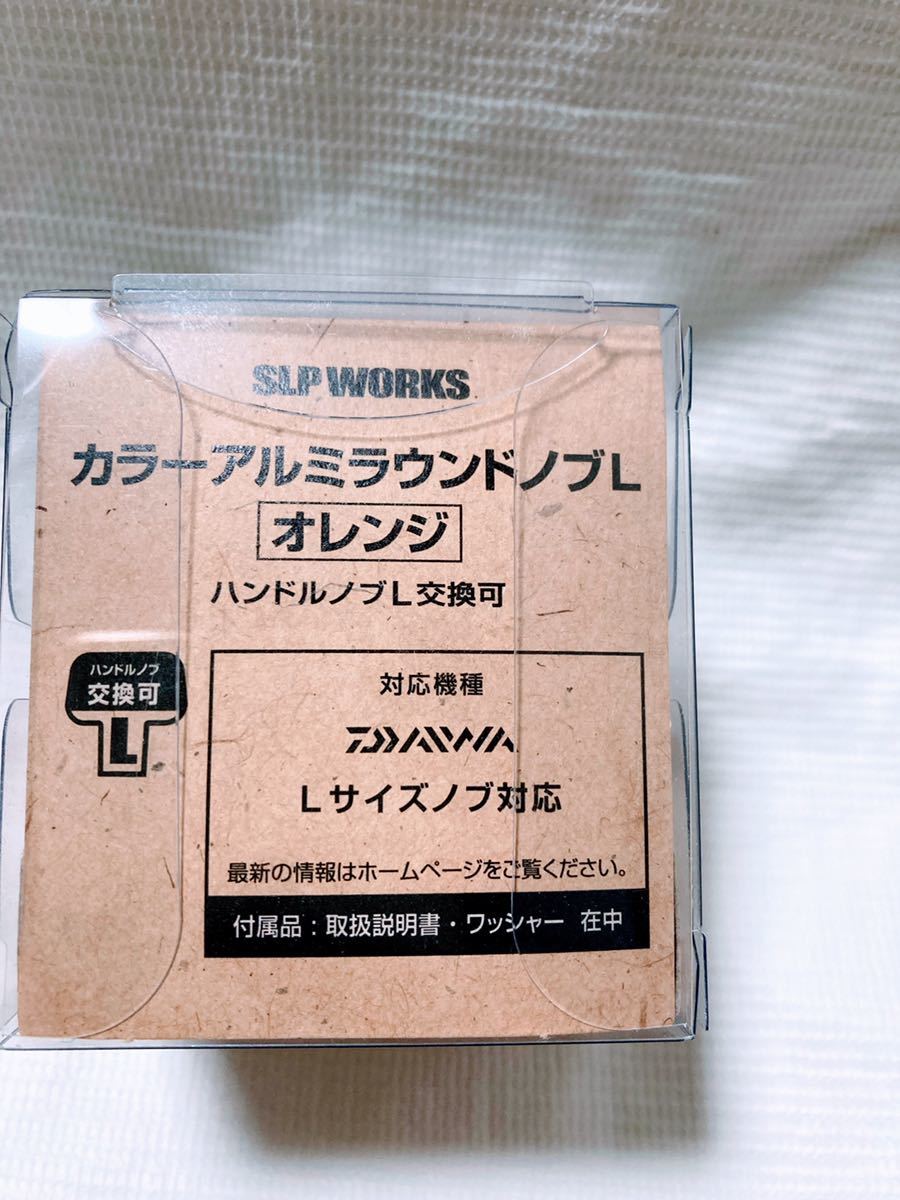 SLP WORKS
カラーアルミラウンドノブL
オレンジ
ハンドルノブL交換可
ハンドルノブ
交換可
L
対応機種
DAIWA
Lサイズノブ対応
最新の情報はホームページをご覧ください。
付属品：取扱説明書・ワッシャー 在中